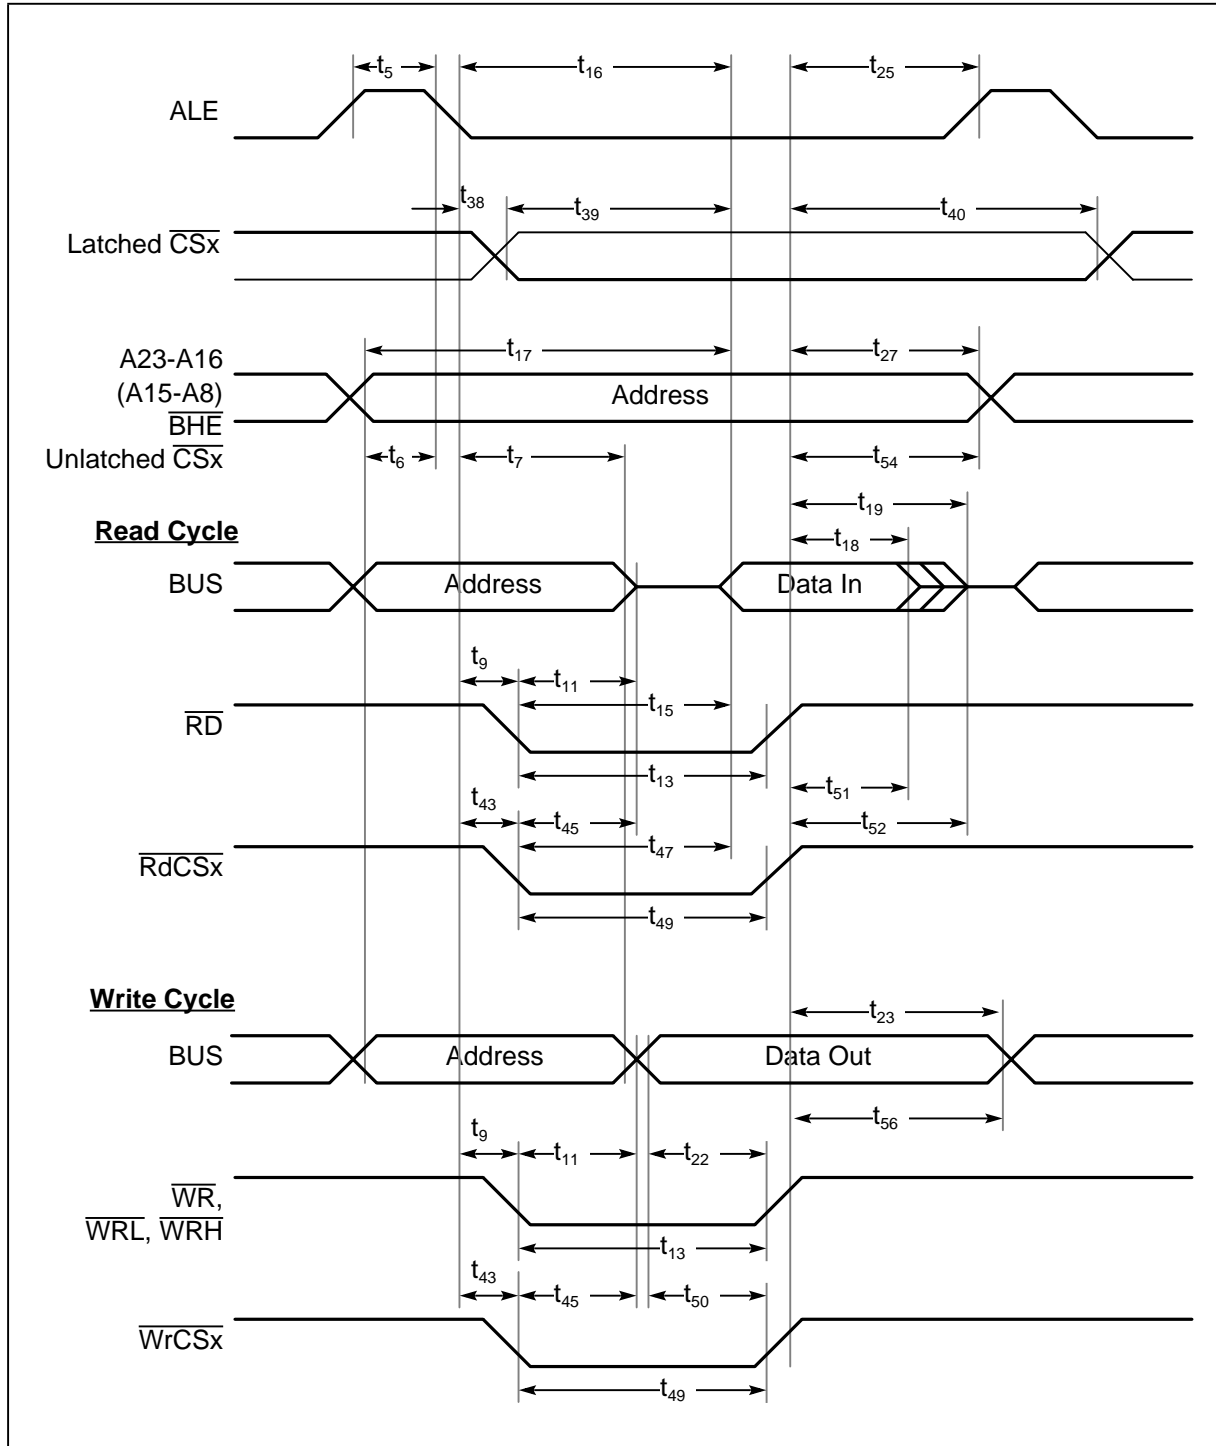 t5 t16 t25
ALE
t38 t39 t40
Latched CSx
t17 t27
A23-A16
(A15-A8)
BHE
Address
Unlatched CSx
t6 t7 t54
t19
Read Cycle
t18
BUS Address Data In
t9 t11
t15
RD
t13 t51
t43 t45 t52
t47
RdCSx
t49
Write Cycle
t23
BUS Address Data Out
t56
t9 t11 t22
WR,
WRL, WRH
t13
t43 t45 t50
WrCSx
t49